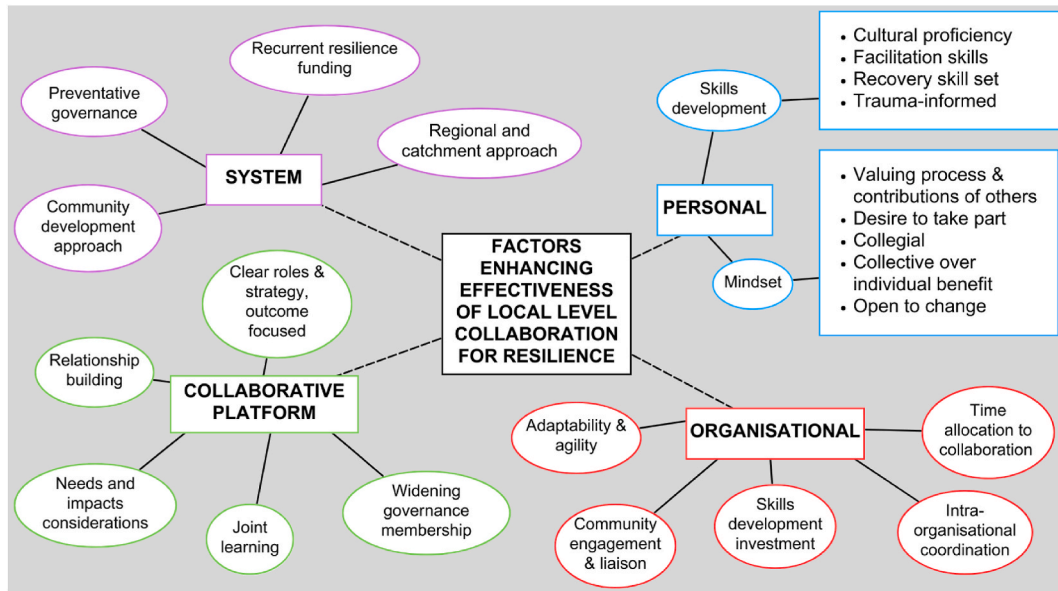 Recurrent resilience
funding
Preventative
governance
Regional and
catchment approach
SYSTEM
Community
development
approach
Skills
development
• Cultural proficiency
• Facilitation skills
• Recovery skill set
• Trauma-informed
PERSONAL
Mindset
• Valuing process &
contributions of others
• Desire to take part
• Collegial
• Collective over
individual benefit
• Open to change
FACTORS
ENHANCING
EFFECTIVENESS
OF LOCAL LEVEL
COLLABORATION
FOR RESILIENCE
Clear roles &
strategy,
outcome
focused
Relationship
building
COLLABORATIVE
PLATFORM
Needs and
impacts
considerations
Joint
learning
Widening
governance
membership
Adaptability &
agility
ORGANISATIONAL
Time
allocation to
collaboration
Community
engagement
& liaison
Skills
development
investment
Intra-
organisational
coordination